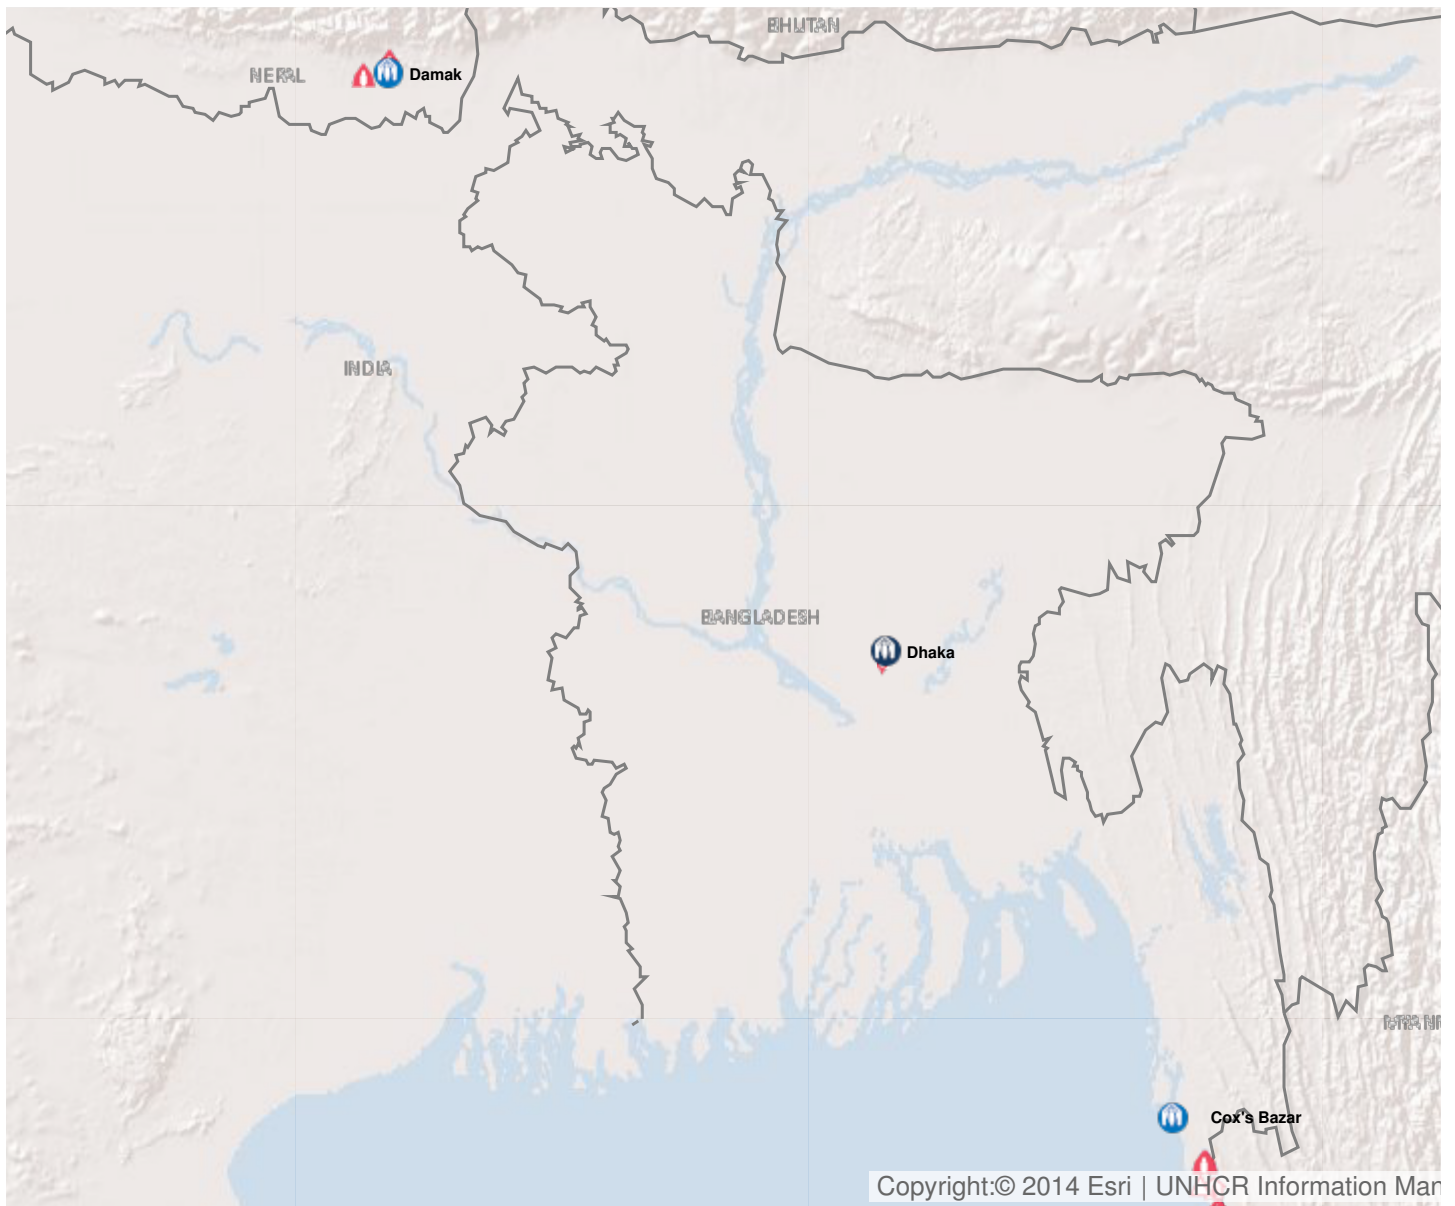 BHUTAN
NEPAL
Damak
INDIA
BANGLADESH
Dhaka
Cox's Bazar
Copyright:© 2014 Esri | UNHCR Information Man